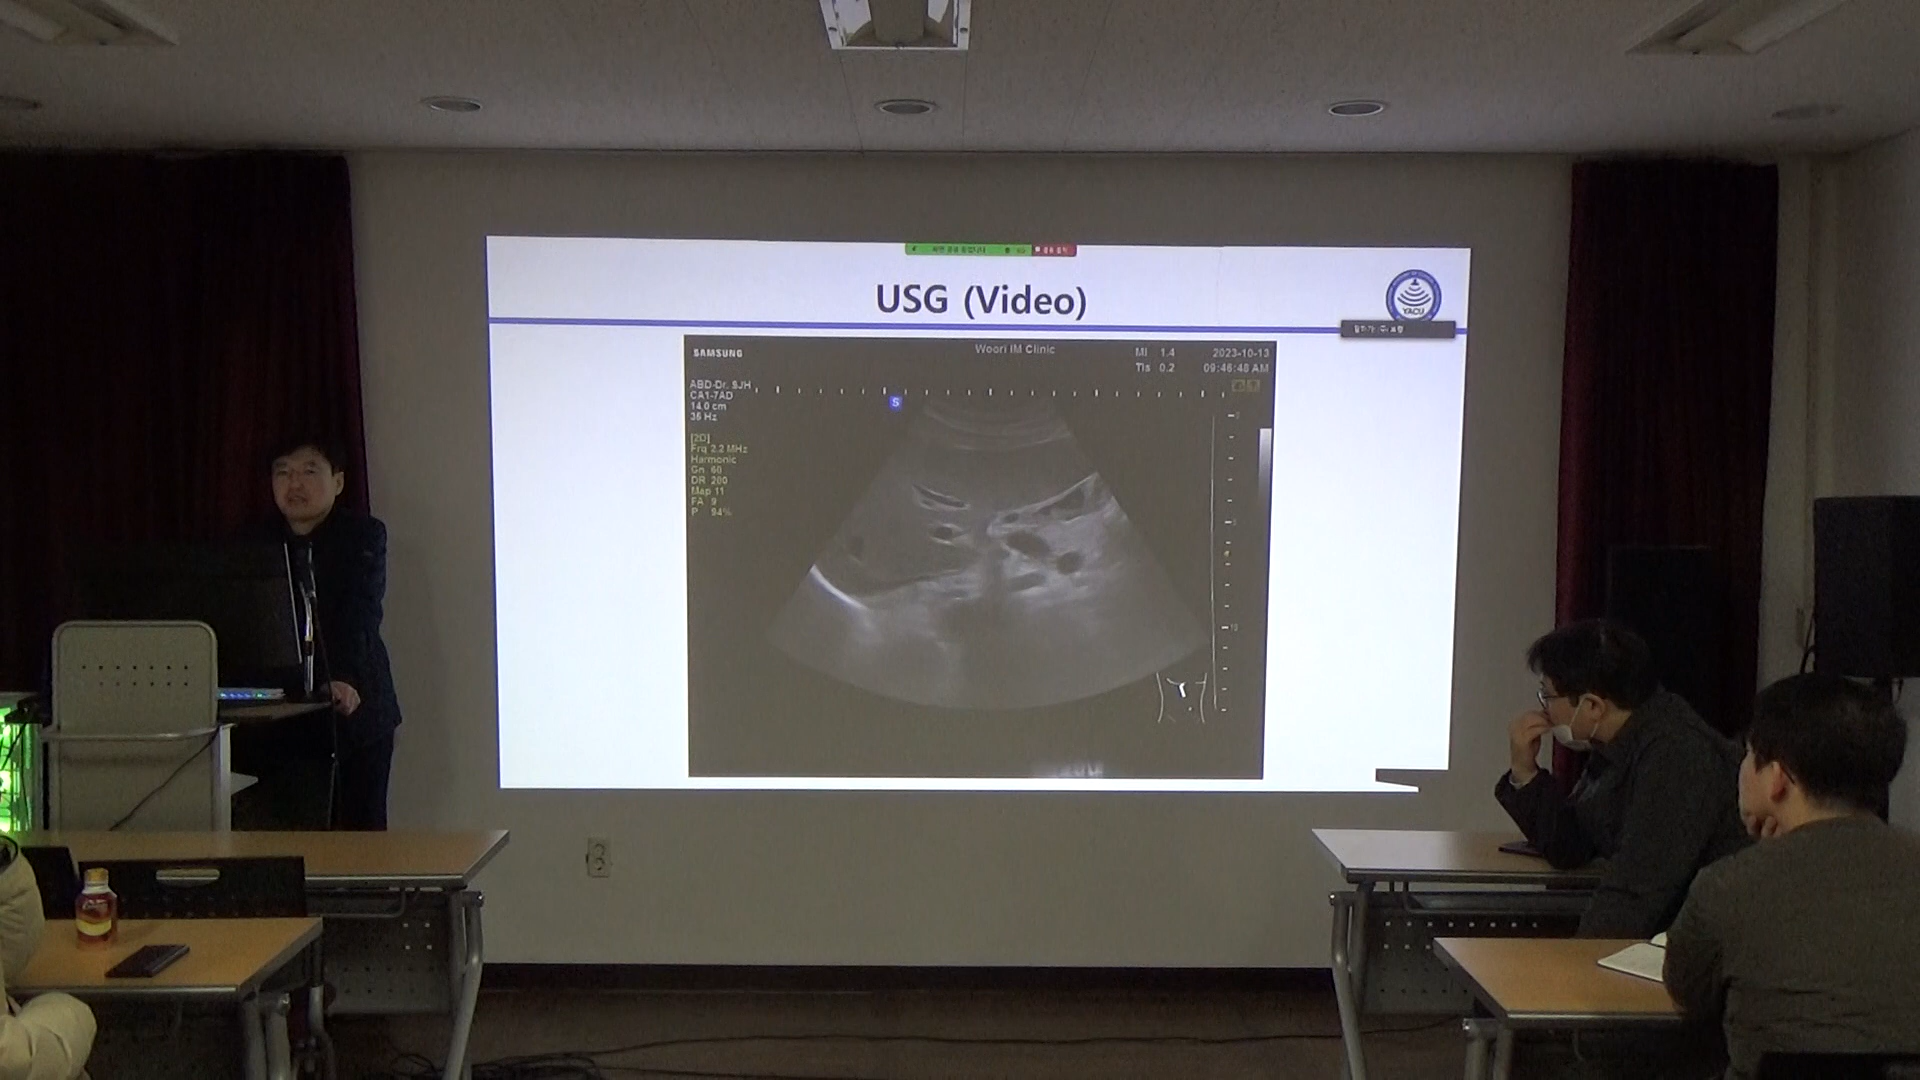 USG (Video)
YACU
SAMSUNG
Woori IM Clinic
MI 1.4
2023-10-13
TIs 0.2
09:46:48 AM
ABD-Dr. SJH
CA1-7AD
14.0 cm
35 Hz
S
[2D]
Frq 2.2 MHz
Harmonic
Gn 60
DR 200
Map 11
FA 9
P 94%
5
10